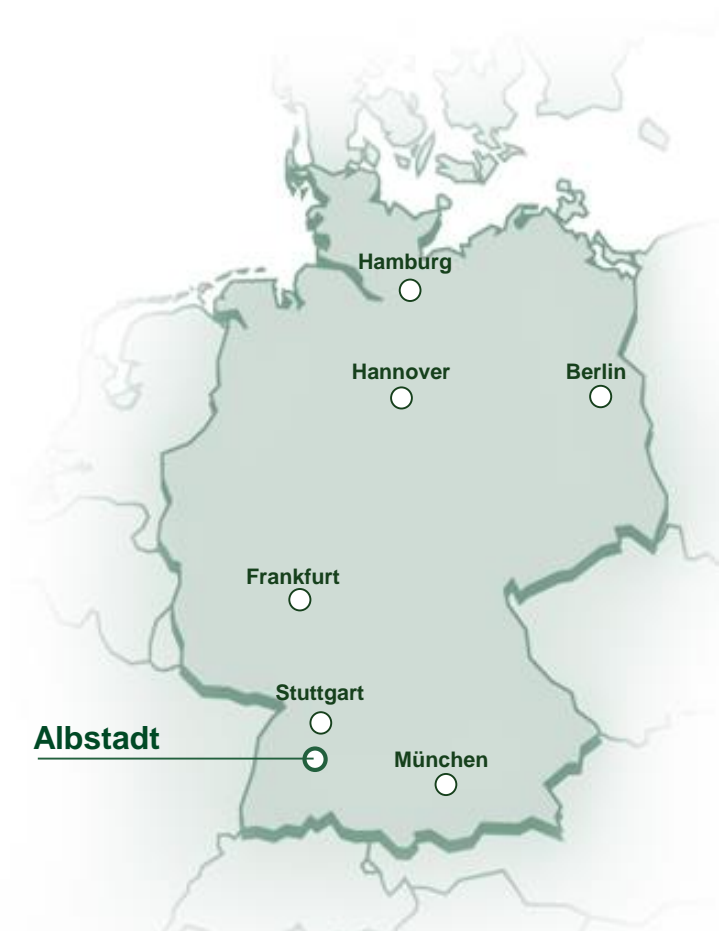 Hamburg
Hannover
Berlin
Frankfurt
Stuttgart
Albstadt
München